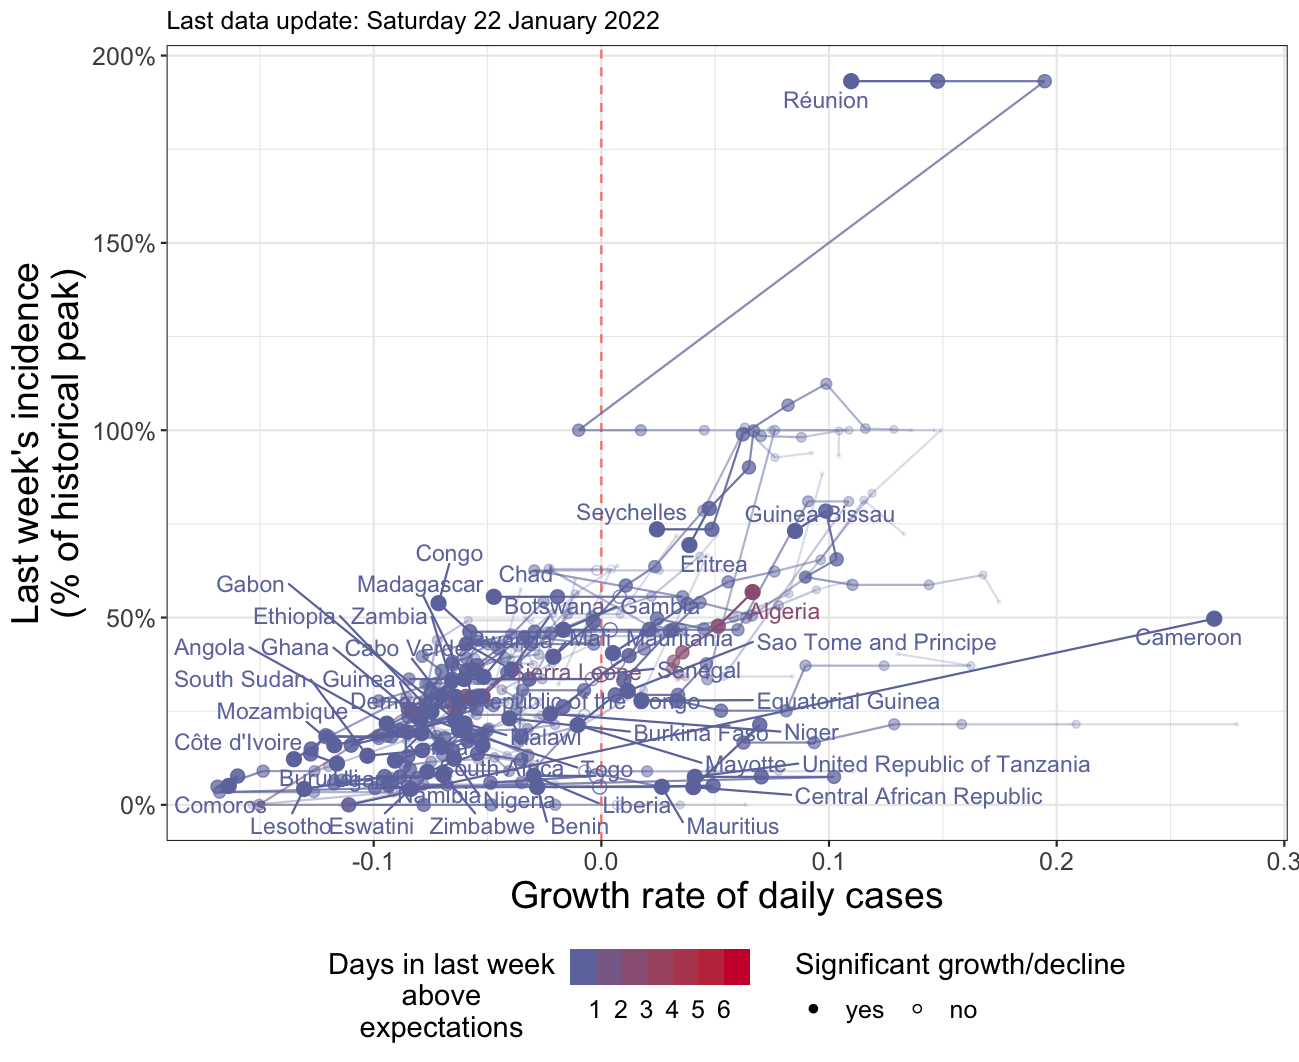 Last data update: Saturday 22 January 2022
Last week's incidence
(% of historical peak)
200%
150%
100%
50%
0%
Réunion
Seychelles
Guinea-Bissau
Congo
Eritrea
Gabon
Madagascar
Chad
Botswana
Gambia
Algeria
Ethiopia
Zambia
Cameroon
Mali
Mauritania
Sao Tome and Principe
Angola
Ghana
Cabo Verde
Rwanda
Sierra Leone
Senegal
South Sudan
Guinea
Republic of the Congo
Equatorial Guinea
Mozambique
Burkina Faso
Niger
Côte d'Ivoire
Malawi
Mayotte
United Republic of Tanzania
Burundi
South Africa
Togo
Comoros
Namibia
Nigeria
Liberia
Central African Republic
Lesotho
Eswatini
Zimbabwe
Benin
Mauritius
-0.1
0.0
0.1
0.2
0.3
Growth rate of daily cases
Days in last week
above
expectations
1 2 3 4 5 6
Significant growth/decline
yes
no